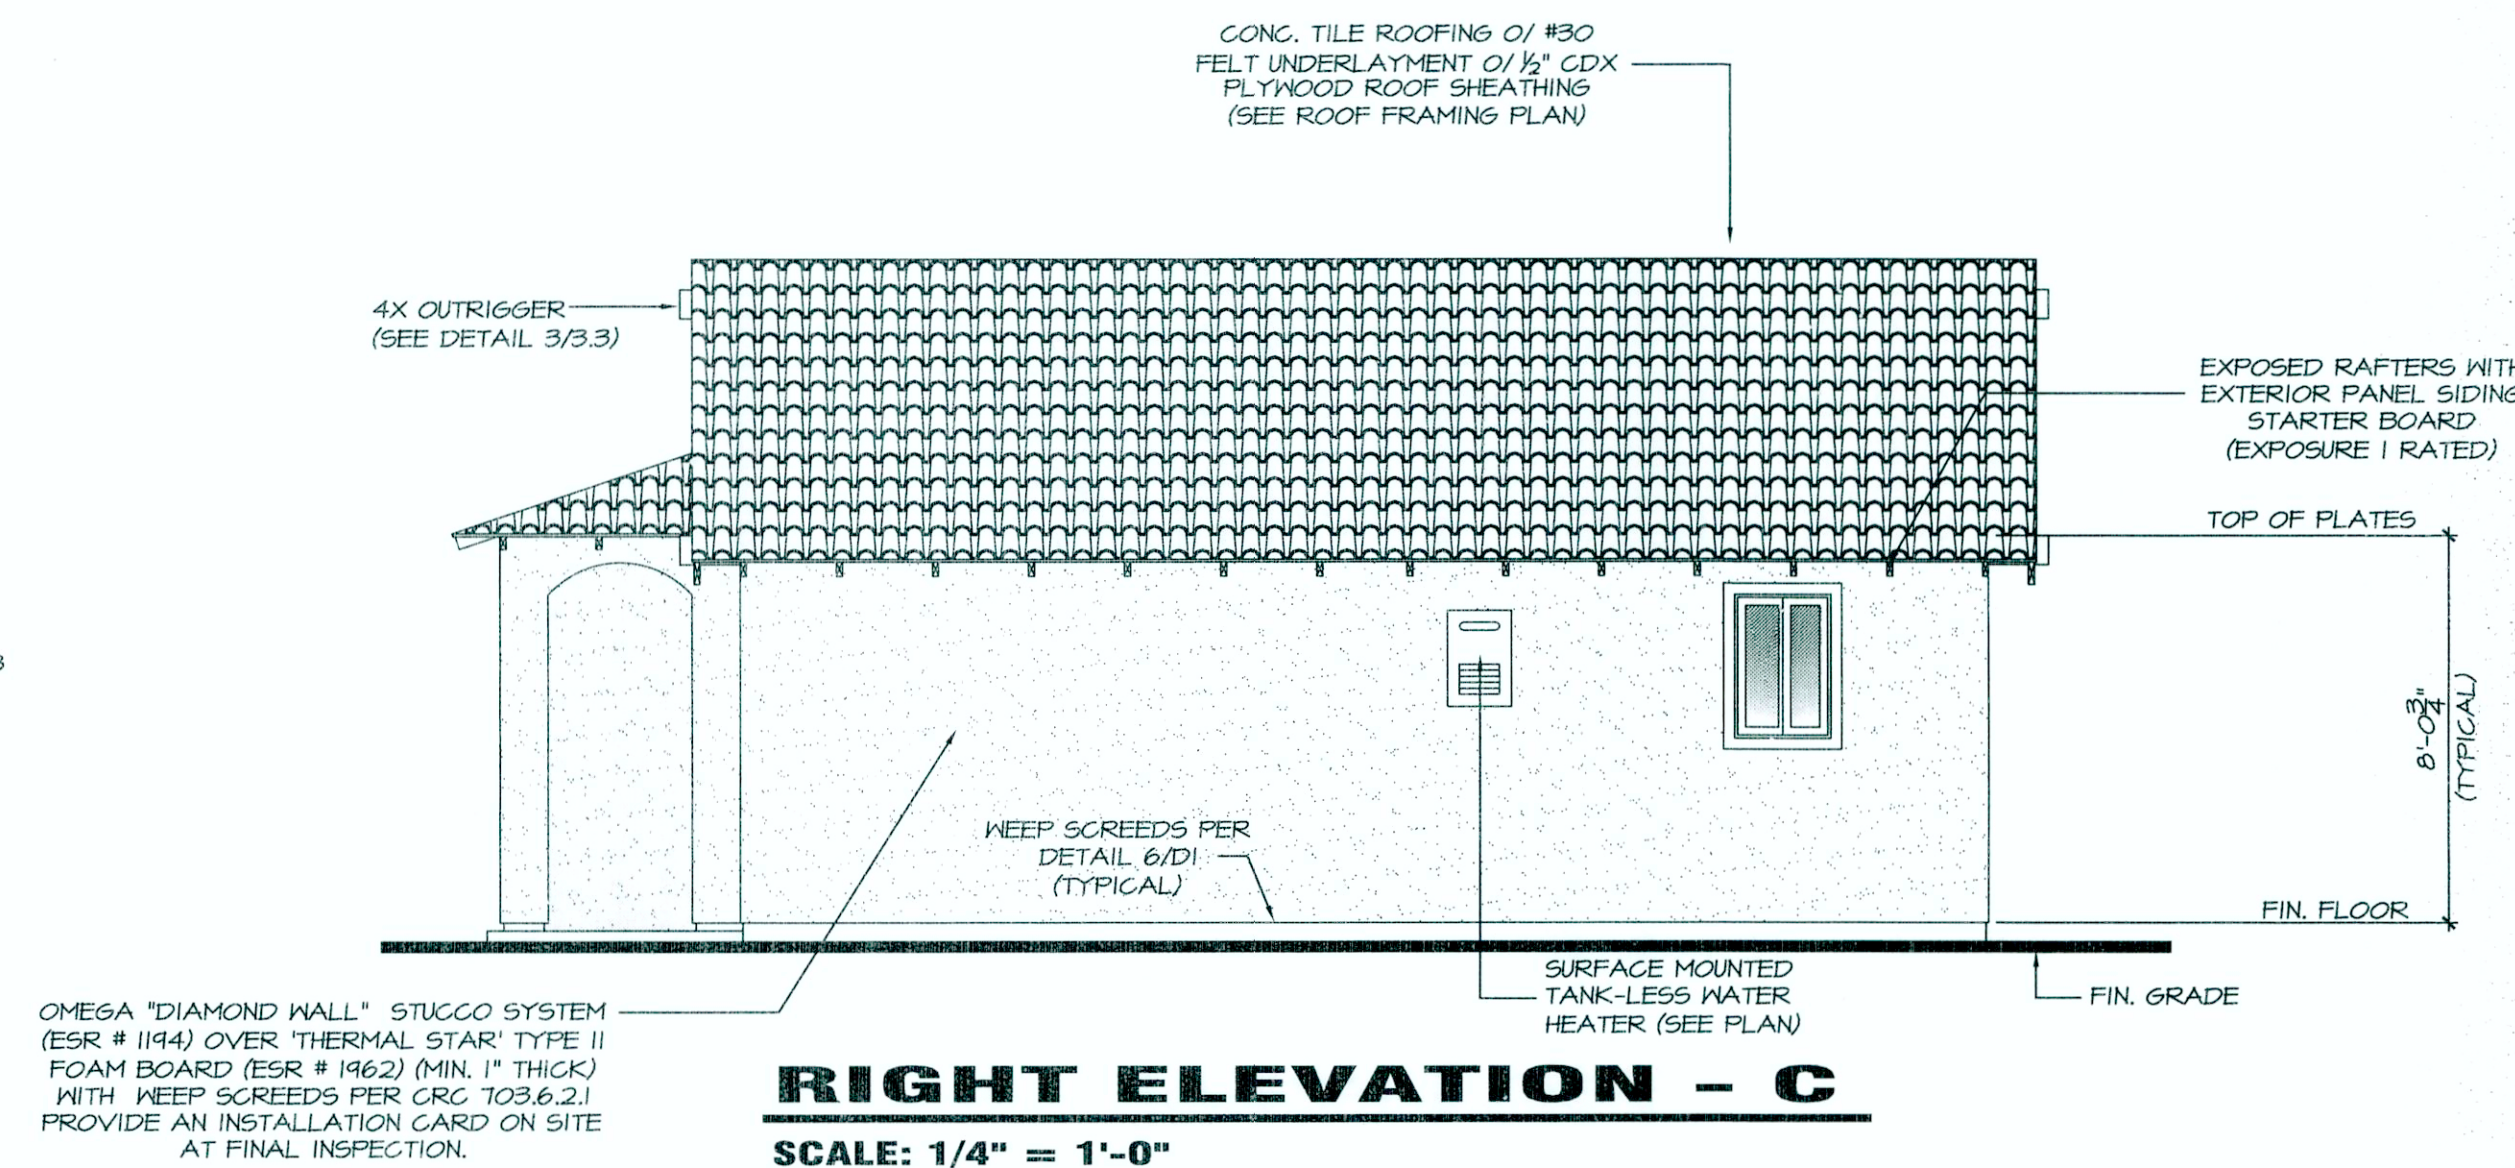 CONC. TILE ROOFING O/ #30
FELT UNDERLAYMENT O/ ½" CDX
PLYWOOD ROOF SHEATHING
(SEE ROOF FRAMING PLAN)
4X OUTRIGGER
(SEE DETAIL 3/3.3)
EXPOSED RAFTERS WITH
EXTERIOR PANEL SIDING
STARTER BOARD
(EXPOSURE 1 RATED)
TOP OF PLATES
8'-0¾"
(TYPICAL)
WEEP SCREEDS PER
DETAIL 6/D1
(TYPICAL)
FIN. FLOOR
SURFACE MOUNTED
TANK-LESS WATER
HEATER (SEE PLAN)
FIN. GRADE
OMEGA "DIAMOND WALL" STUCCO SYSTEM
(ESR # 1194) OVER 'THERMAL STAR' TYPE II
FOAM BOARD (ESR # 1962) (MIN. 1" THICK)
WITH WEEP SCREEDS PER CRC 703.6.2.1
PROVIDE AN INSTALLATION CARD ON SITE
AT FINAL INSPECTION.
RIGHT ELEVATION - C
SCALE: 1/4" = 1'-0"